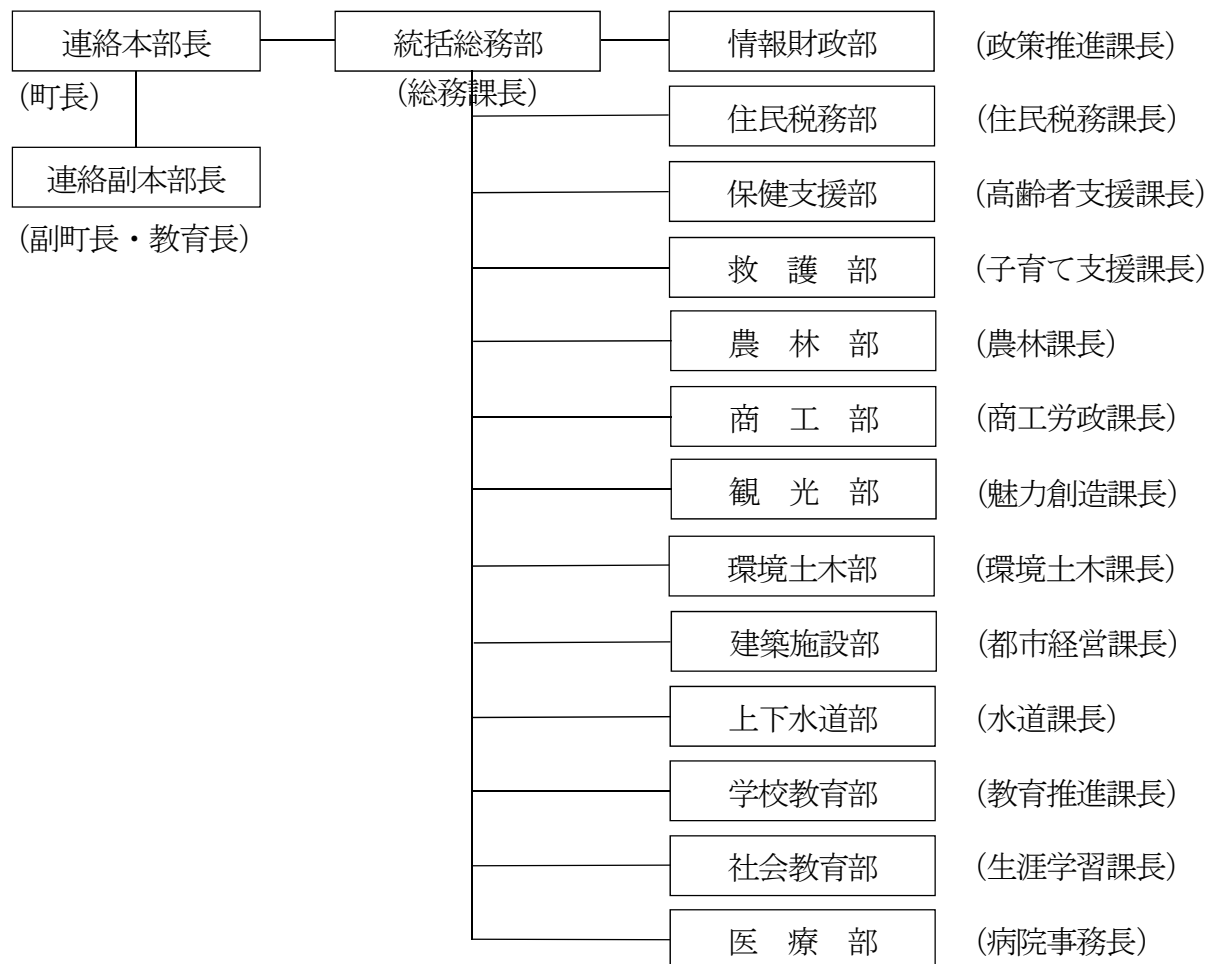 連絡本部長 統括総務部 情報財政部 (政策推進課長)
(町長) (総務課長)
住民税務部 (住民税務課長)
連絡副本部長 保健支援部 (高齢者支援課長)
(副町長・教育長)
救 護 部 (子育て支援課長)
農 林 部 (農林課長)
商 工 部 (商工労政課長)
観 光 部 (魅力創造課長)
環境土木部 (環境土木課長)
建築施設部 (都市経営課長)
上下水道部 (水道課長)
学校教育部 (教育推進課長)
社会教育部 (生涯学習課長)
医 療 部 (病院事務長)